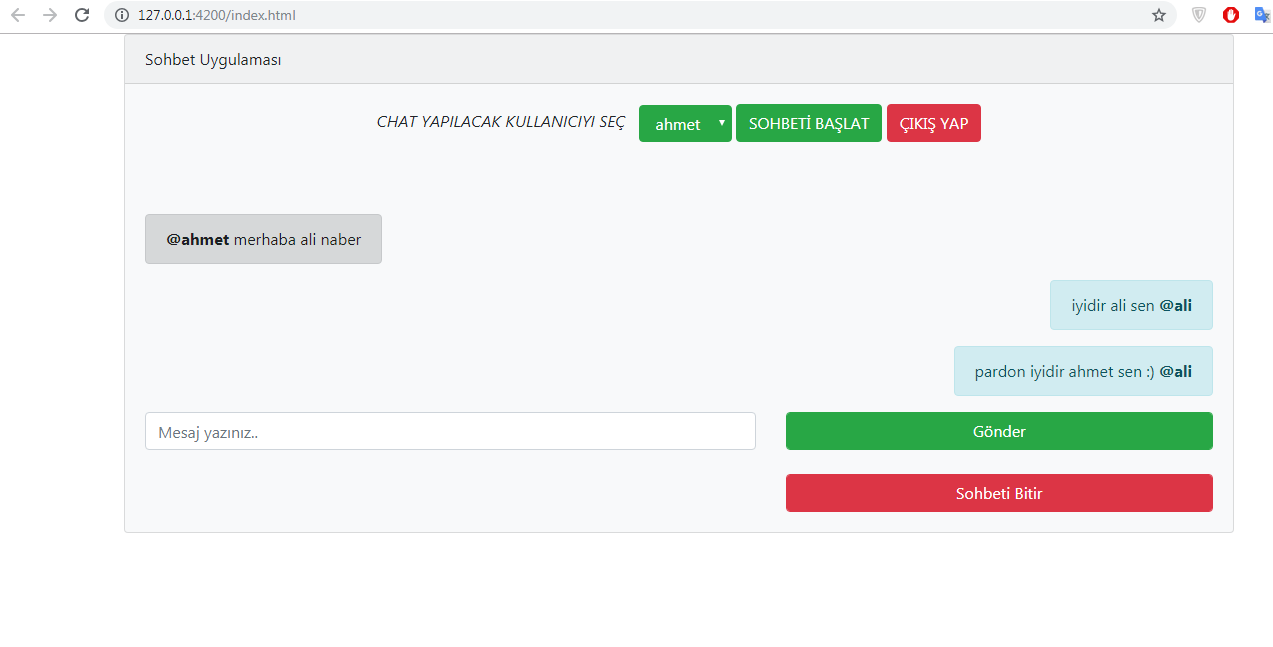 127.0.0.1:4200/index.html
Sohbet Uygulaması
CHAT YAPILACAK KULLANICIYI SEÇ ahmet SOHBETİ BAŞLAT ÇIKIŞ YAP
@ahmet merhaba ali naber
iyidir ali sen @ali
pardon iyidir ahmet sen :) @ali
Mesaj yazınız.. Gönder
Sohbeti Bitir